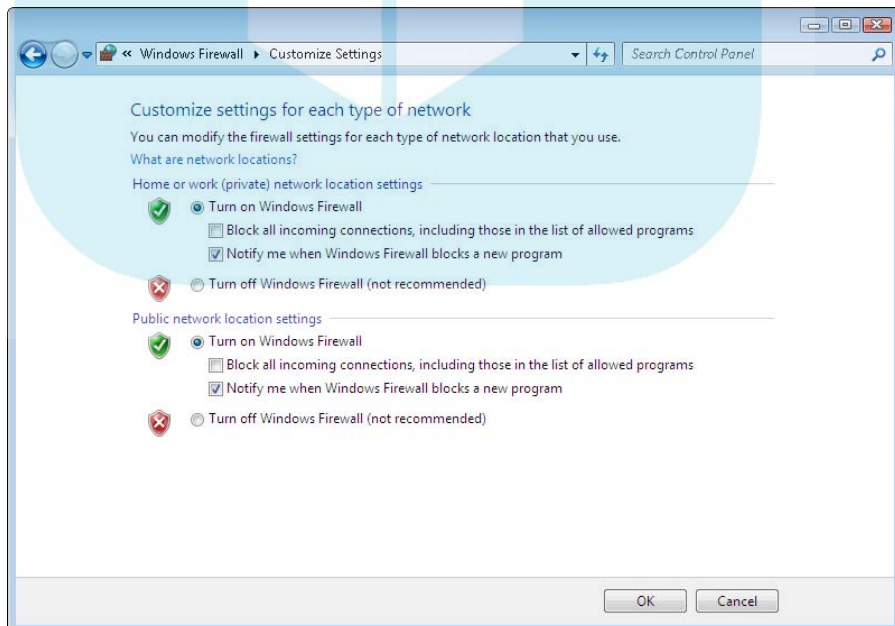 « Windows Firewall ▸ Customize Settings
Search Control Panel
Customize settings for each type of network
You can modify the firewall settings for each type of network location that you use.
What are network locations?
Home or work (private) network location settings
Turn on Windows Firewall
Block all incoming connections, including those in the list of allowed programs
Notify me when Windows Firewall blocks a new program
Turn off Windows Firewall (not recommended)
Public network location settings
Turn on Windows Firewall
Block all incoming connections, including those in the list of allowed programs
Notify me when Windows Firewall blocks a new program
Turn off Windows Firewall (not recommended)
OK
Cancel